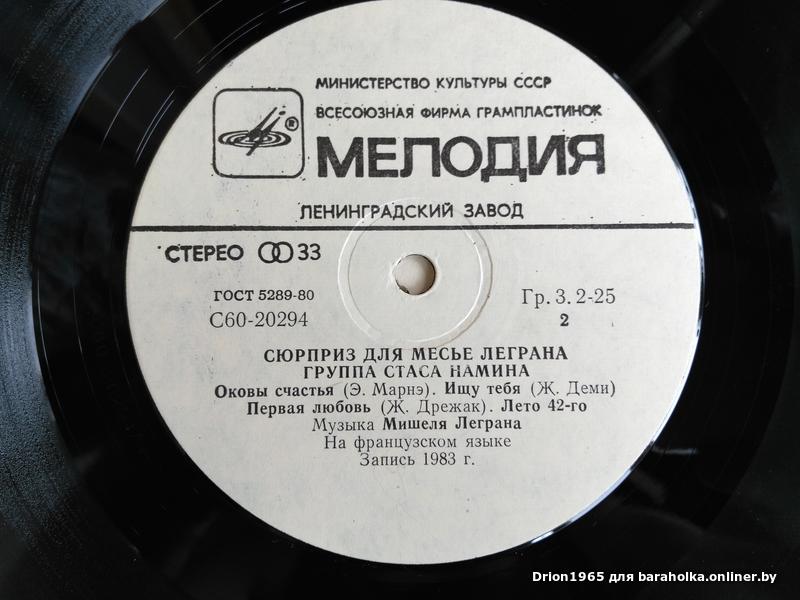 МИНИСТЕРСТВО КУЛЬТУРЫ СССР
ВСЕСОЮЗНАЯ ФИРМА ГРАМПЛАСТИНОК
®
МЕЛОДИЯ
ЛЕНИНГРАДСКИЙ ЗАВОД
СТЕРЕО 33
ГОСТ 5289-80
Гр. 3. 2-25
С60-20294
2
СЮРПРИЗ ДЛЯ МЕСЬЕ ЛЕГРАНА
ГРУППА СТАСА НАМИНА
Оковы счастья (Э. Марнэ). Ищу тебя (Ж. Деми)
Первая любовь (Ж. Дрежак). Лето 42-го
Музыка Мишеля Леграна
На французском языке
Запись 1983 г.
Drion1965 для baraholka.onliner.by